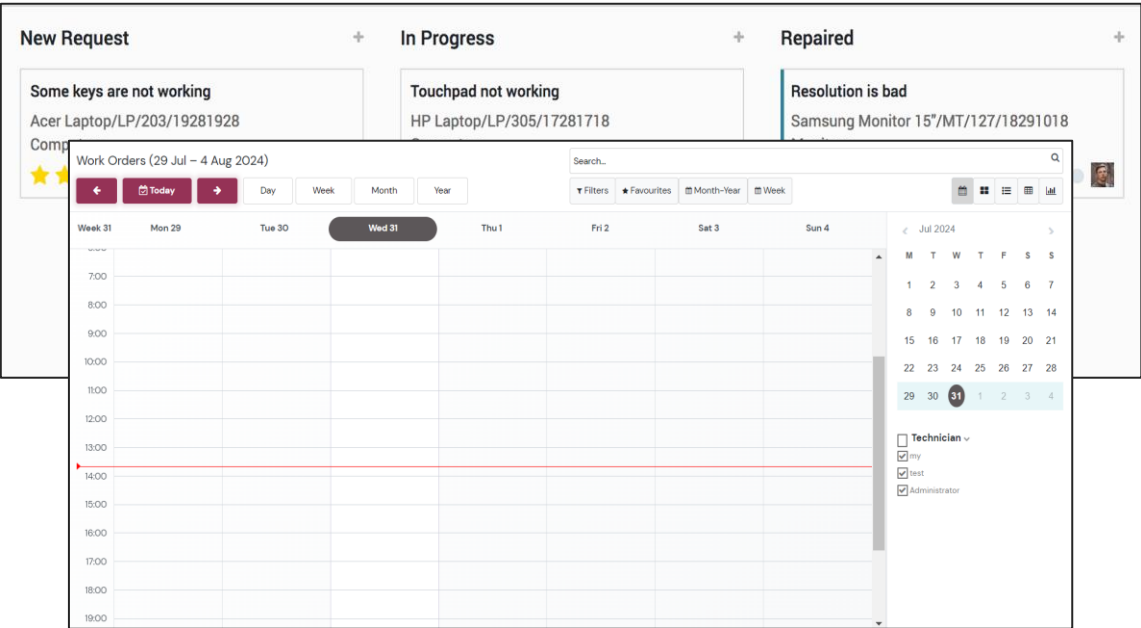 New Request + In Progress + Repaired +
Some keys are not working
Acer Laptop/LP/203/19281928
Touchpad not working
HP Laptop/LP/305/17281718
Resolution is bad
Samsung Monitor 15"/MT/127/18291018
Work Orders (29 Jul – 4 Aug 2024)
Search...
Today Day Week Month Year
Filters Favourites Month-Year Week
Week 31 Mon 29 Tue 30 Wed 31 Thu 1 Fri 2 Sat 3 Sun 4
7:00
8:00
9:00
10:00
11:00
12:00
13:00
14:00
15:00
16:00
17:00
18:00
19:00
Jul 2024
M T W T F S S
1 2 3 4 5 6 7
8 9 10 11 12 13 14
15 16 17 18 19 20 21
22 23 24 25 26 27 28
29 30 31 1 2 3 4
Technician
my
test
Administrator